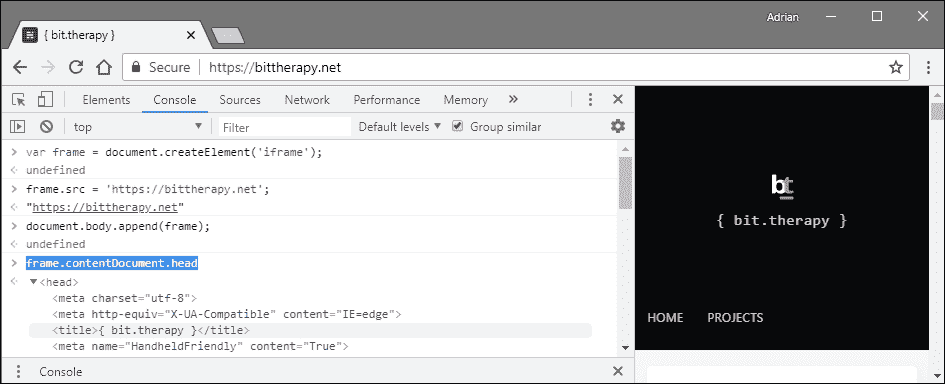 Adrian
{ bit.therapy }
Secure https://bittherapy.net
Elements Console Sources Network Performance Memory
top Filter Default levels Group similar
var frame = document.createElement('iframe');
undefined
frame.src = 'https://bittherapy.net';
"https://bittherapy.net"
document.body.append(frame);
undefined
frame.contentDocument.head
<head>
<meta charset="utf-8">
<meta http-equiv="X-UA-Compatible" content="IE=edge">
<title>{ bit.therapy }</title>
<meta name="HandheldFriendly" content="True">
Console
bt
{ bit.therapy }
HOME PROJECTS